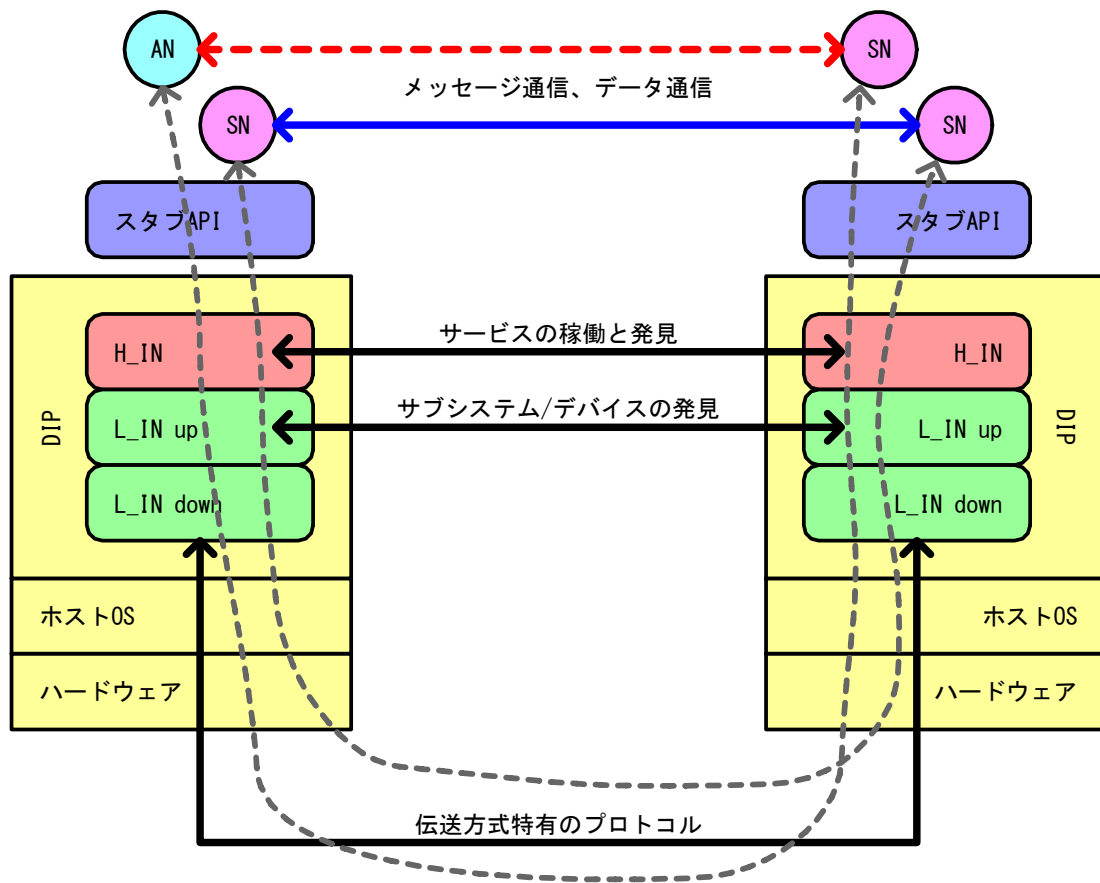 AN
SN
メッセージ通信、データ通信
SN
SN
スタブAPI
スタブAPI
サービスの稼働と発見
H_IN
H_IN
サブシステム/デバイスの発見
DIP
L_IN up
L_IN up
DIP
L_IN down
L_IN down
ホストOS
ホストOS
ハードウェア
ハードウェア
伝送方式特有のプロトコル